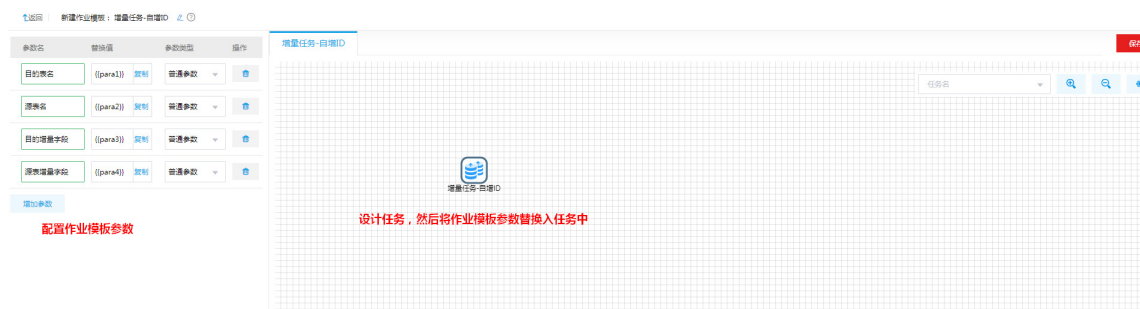 返回 新建作业模板： 增量任务-自增ID
参数名 替换值 参数类型 操作
目的表名 {{para1}} 复制 普通参数
源表名 {{para2}} 复制 普通参数
目的增量字段 {{para3}} 复制 普通参数
源表增量字段 {{para4}} 复制 普通参数
增加参数
配置作业模板参数
增量任务-自增ID
保存
任务名
增量任务-自增ID
设计任务，然后将作业模板参数替换入任务中